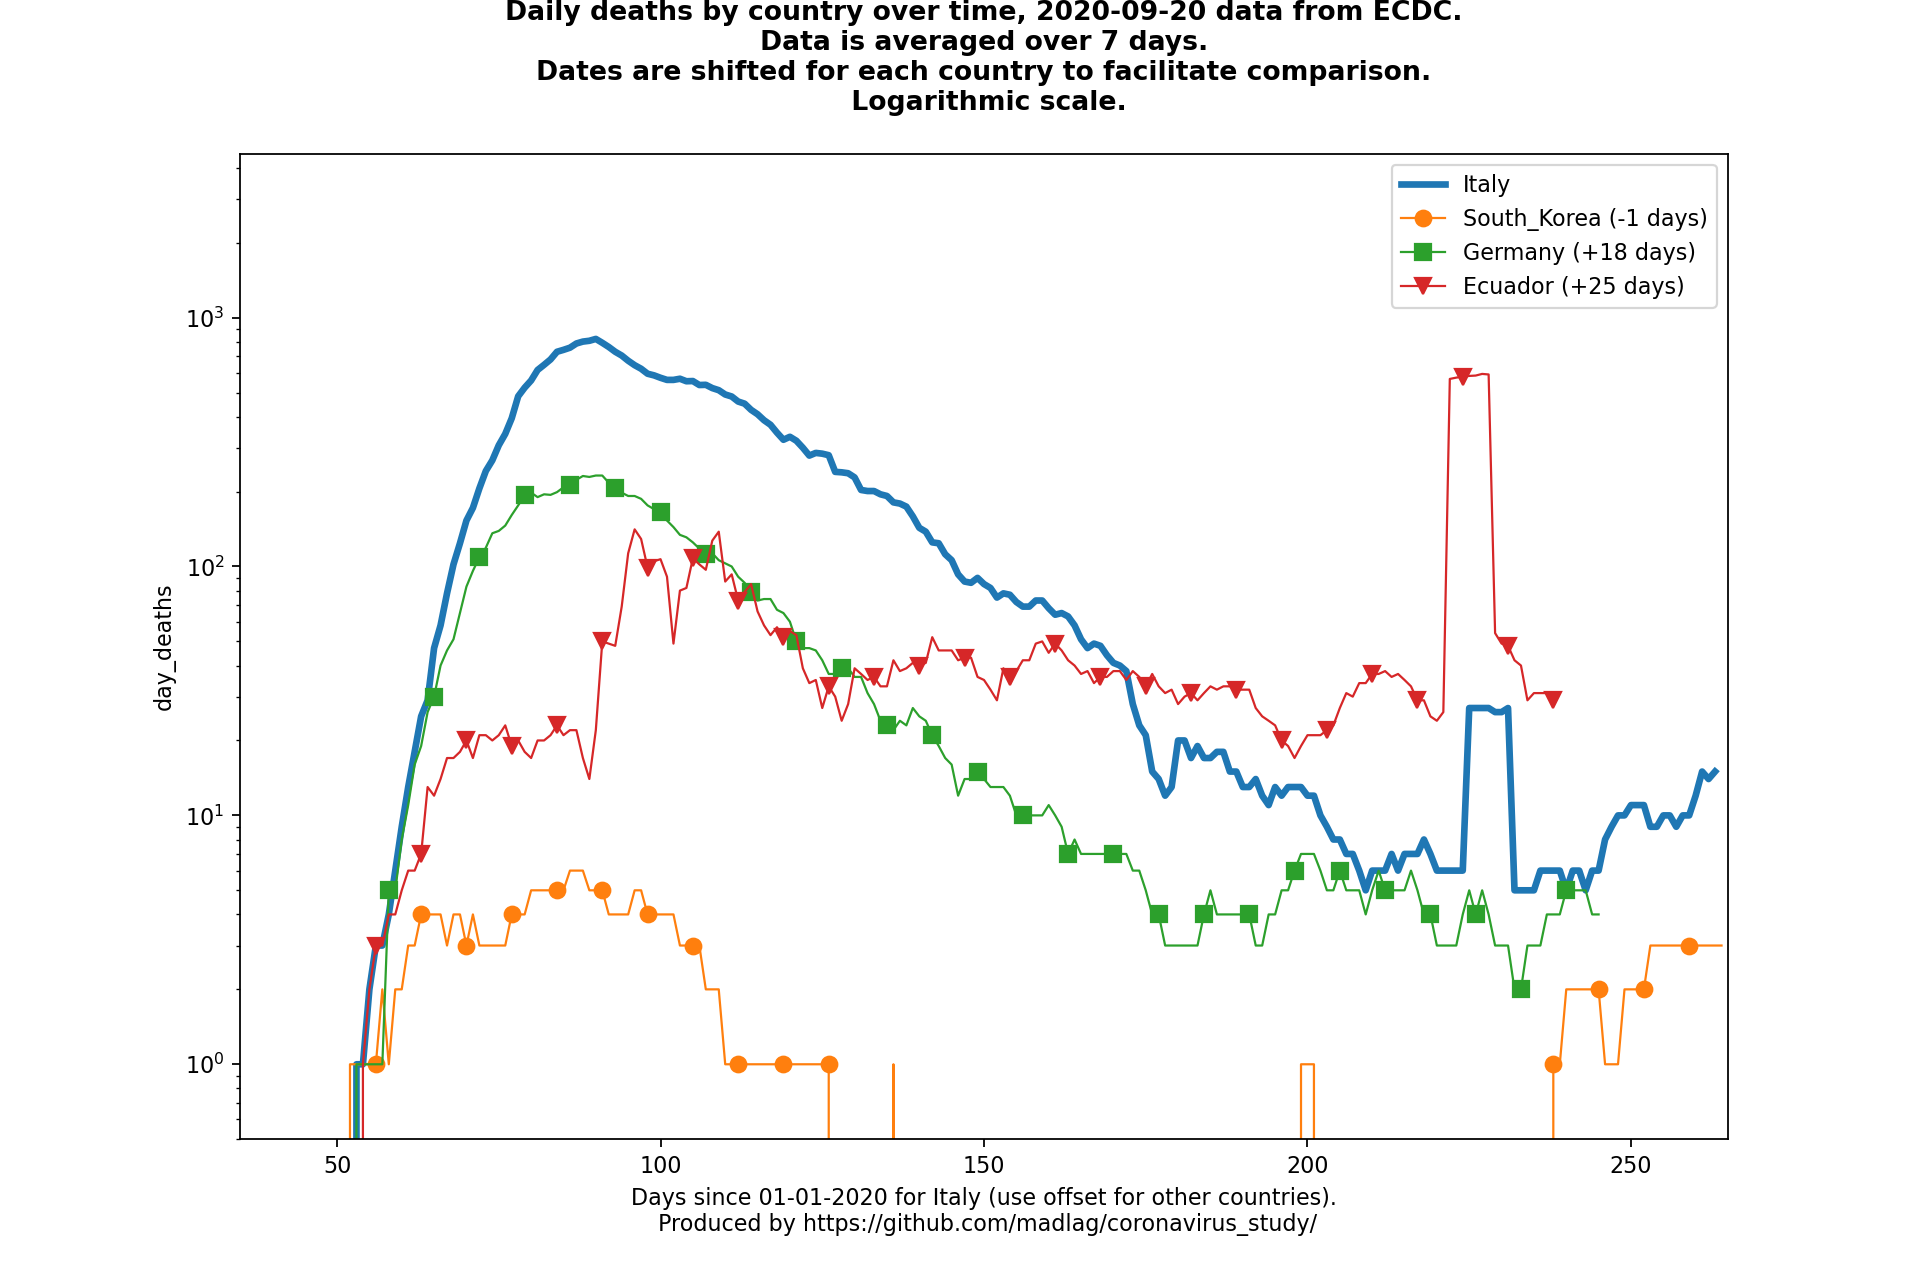 Daily deaths by country over time, 2020-09-20 data from ECDC.
Data is averaged over 7 days.
Dates are shifted for each country to facilitate comparison.
Logarithmic scale.
Italy
South_Korea (-1 days)
Germany (+18 days)
Ecuador (+25 days)
10³
10²
10¹
10⁰
day_deaths
50
100
150
200
250
Days since 01-01-2020 for Italy (use offset for other countries).
Produced by https://github.com/madlag/coronavirus_study/